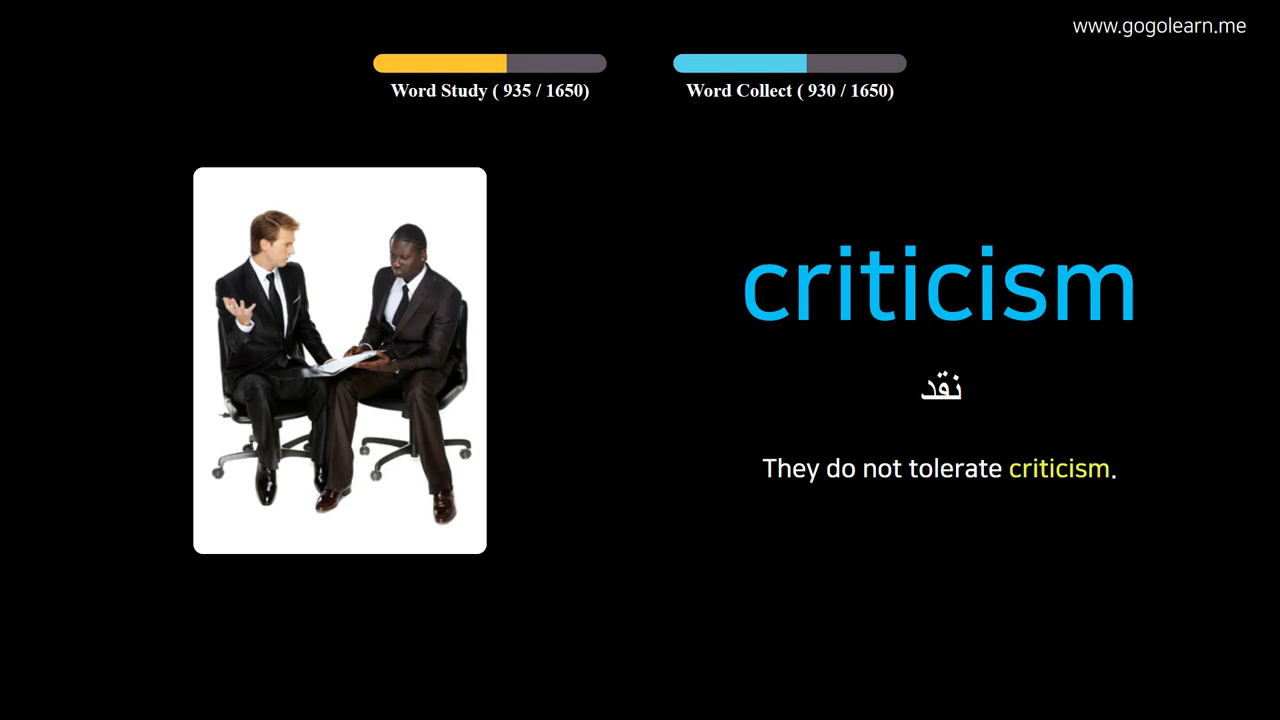 www.gogolearn.me
Word Study ( 935 / 1650)
Word Collect ( 930 / 1650)
criticism
نقد
They do not tolerate criticism.